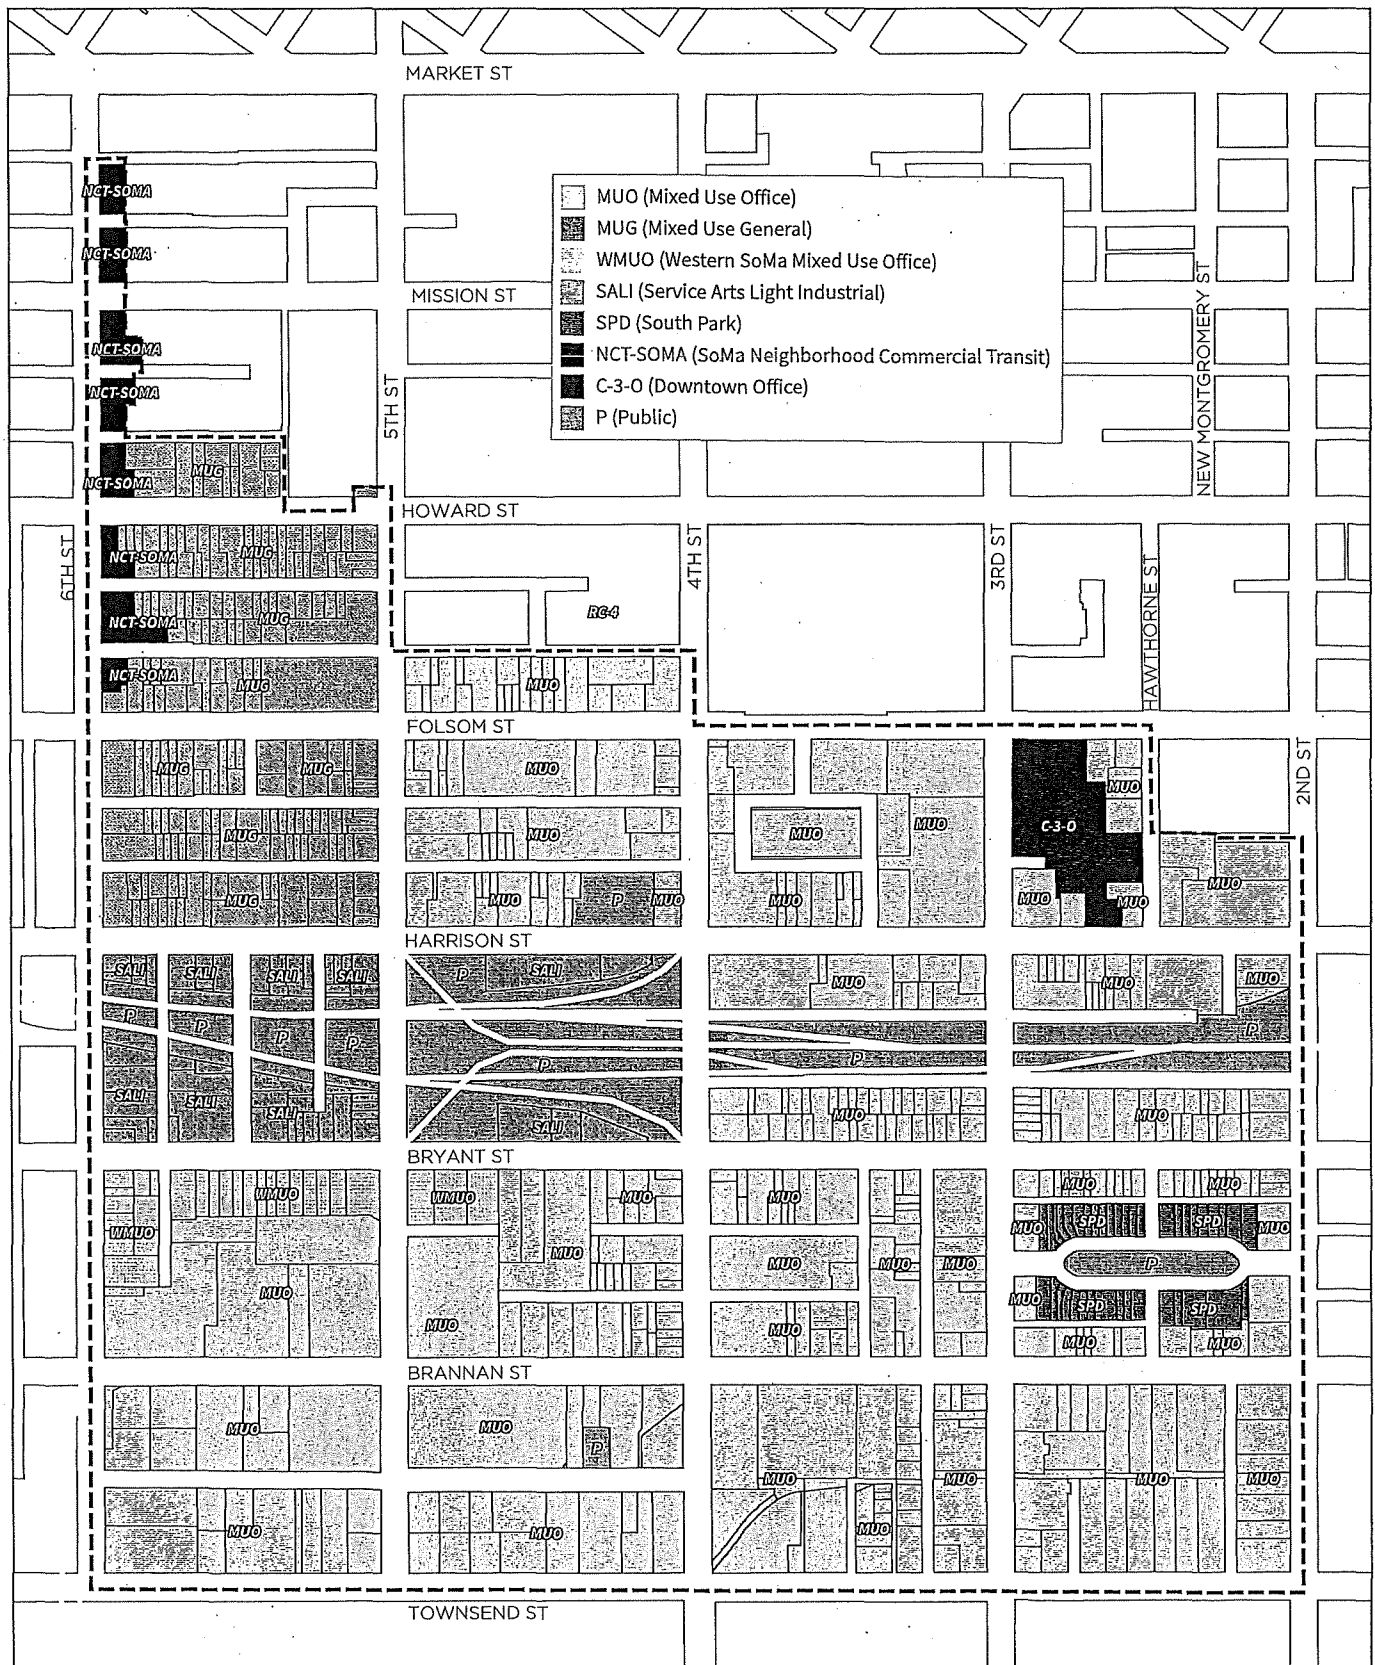 MARKET ST
NCT-SOMA
MUO (Mixed Use Office)
MUG (Mixed Use General)
NCT-SOMA
WMUO (Western SoMa Mixed Use Office)
SALI (Service Arts Light Industrial)
MISSION ST
SPD (South Park)
NCT-SOMA (SoMa Neighborhood Commercial Transit)
C-3-O (Downtown Office)
P (Public)
NEW MONTGROMERY ST
NCT-SOMA
NCT-SOMA
5TH ST
MUG
NCT-SOMA
HOWARD ST
6TH ST
NCT-SOMA
MUG
4TH ST
3RD ST
HAWTHORNE ST
NCT-SOMA
MUG
RC-4
NCT-SOMA
MUG
MUO
FOLSOM ST
2ND ST
MUG
MUG
MUO
MUO
MUG
MUO
MUO
MUO
C-3-O
MUG
MUO
P
MUO
MUO
MUO
MUO
MUO
HARRISON ST
SALI
SALI
SALI
SALI
P
SALI
MUO
MUO
MUO
P
P
P
P
P
P
P
SALI
SALI
SALI
SALI
MUO
MUO
BRYANT ST
WMUO
WMUO
MUO
MUO
MUO
MUO
WMUO
MUO
MUO
SPD
SPD
MUO
MUO
MUO
MUO
MUO
P
MUO
MUO
MUO
MUO
SPD
SPD
MUO
MUO
BRANNAN ST
MUO
MUO
P
MUO
MUO
MUO
MUO
MUO
MUO
MUO
TOWNSEND ST